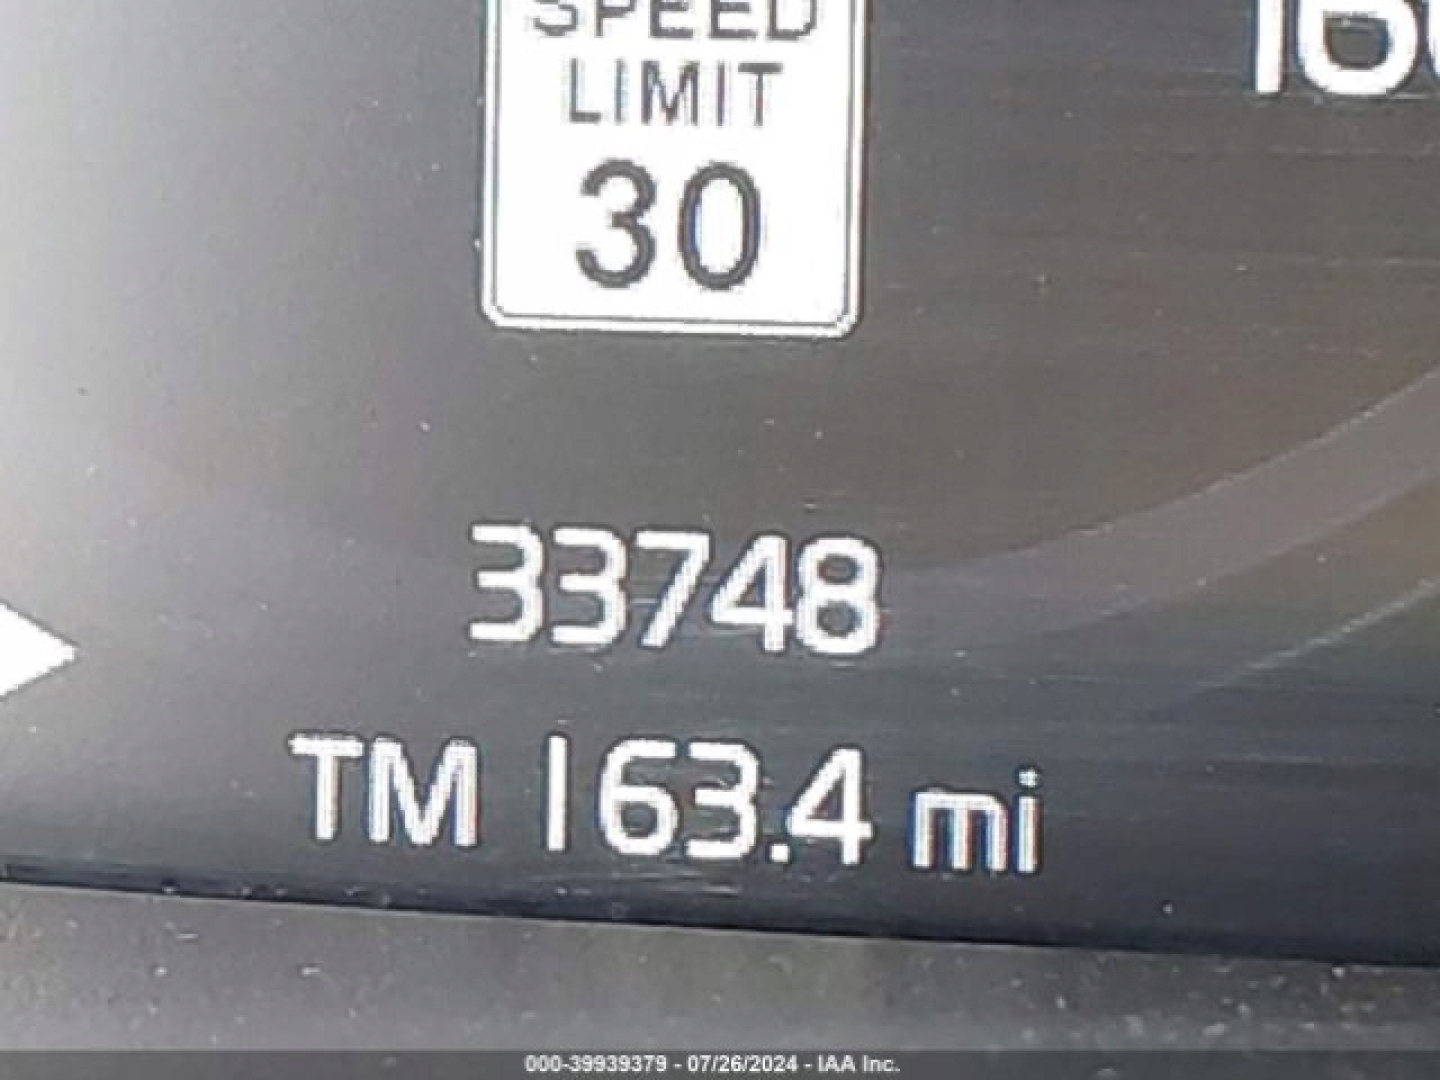 SPEED
LIMIT
30
33748
TM 163.4 mi
000-39939379 - 07/26/2024 - IAA Inc.